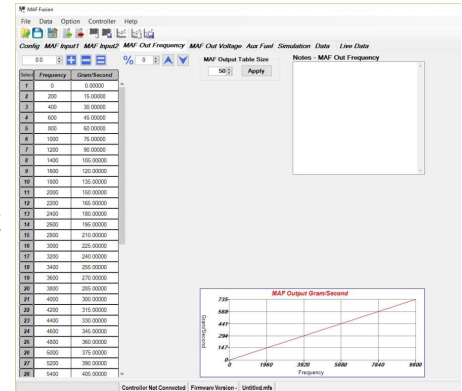 MAF Fusion
File Data Option Controller Help
Config MAF Input1 MAF Input2 MAF Out Frequency MAF Out Voltage Aux Fuel Simulation Data Live Data
0.0 % 0
MAF Output Table Size
50 Apply
Notes - MAF Out Frequency
Select Frequency Gram/Second
1 0 0.00000
2 200 15.00000
3 400 30.00000
4 600 45.00000
5 800 60.00000
6 1000 75.00000
7 1200 90.00000
8 1400 105.00000
9 1600 120.00000
10 1800 135.00000
11 2000 150.00000
12 2200 165.00000
13 2400 180.00000
14 2600 195.00000
15 2800 210.00000
16 3000 225.00000
17 3200 240.00000
18 3400 255.00000
19 3600 270.00000
20 3800 285.00000
21 4000 300.00000
22 4200 315.00000
23 4400 330.00000
24 4600 345.00000
25 4800 360.00000
26 5000 375.00000
27 5200 390.00000
28 5400 405.00000
MAF Output Gram/Second
Gram/Second
735
588
441
294
147
0
0 1960 3920 5880 7840 9800
Frequency
Controller Not Connected Firmware Version - Untitled.mfs